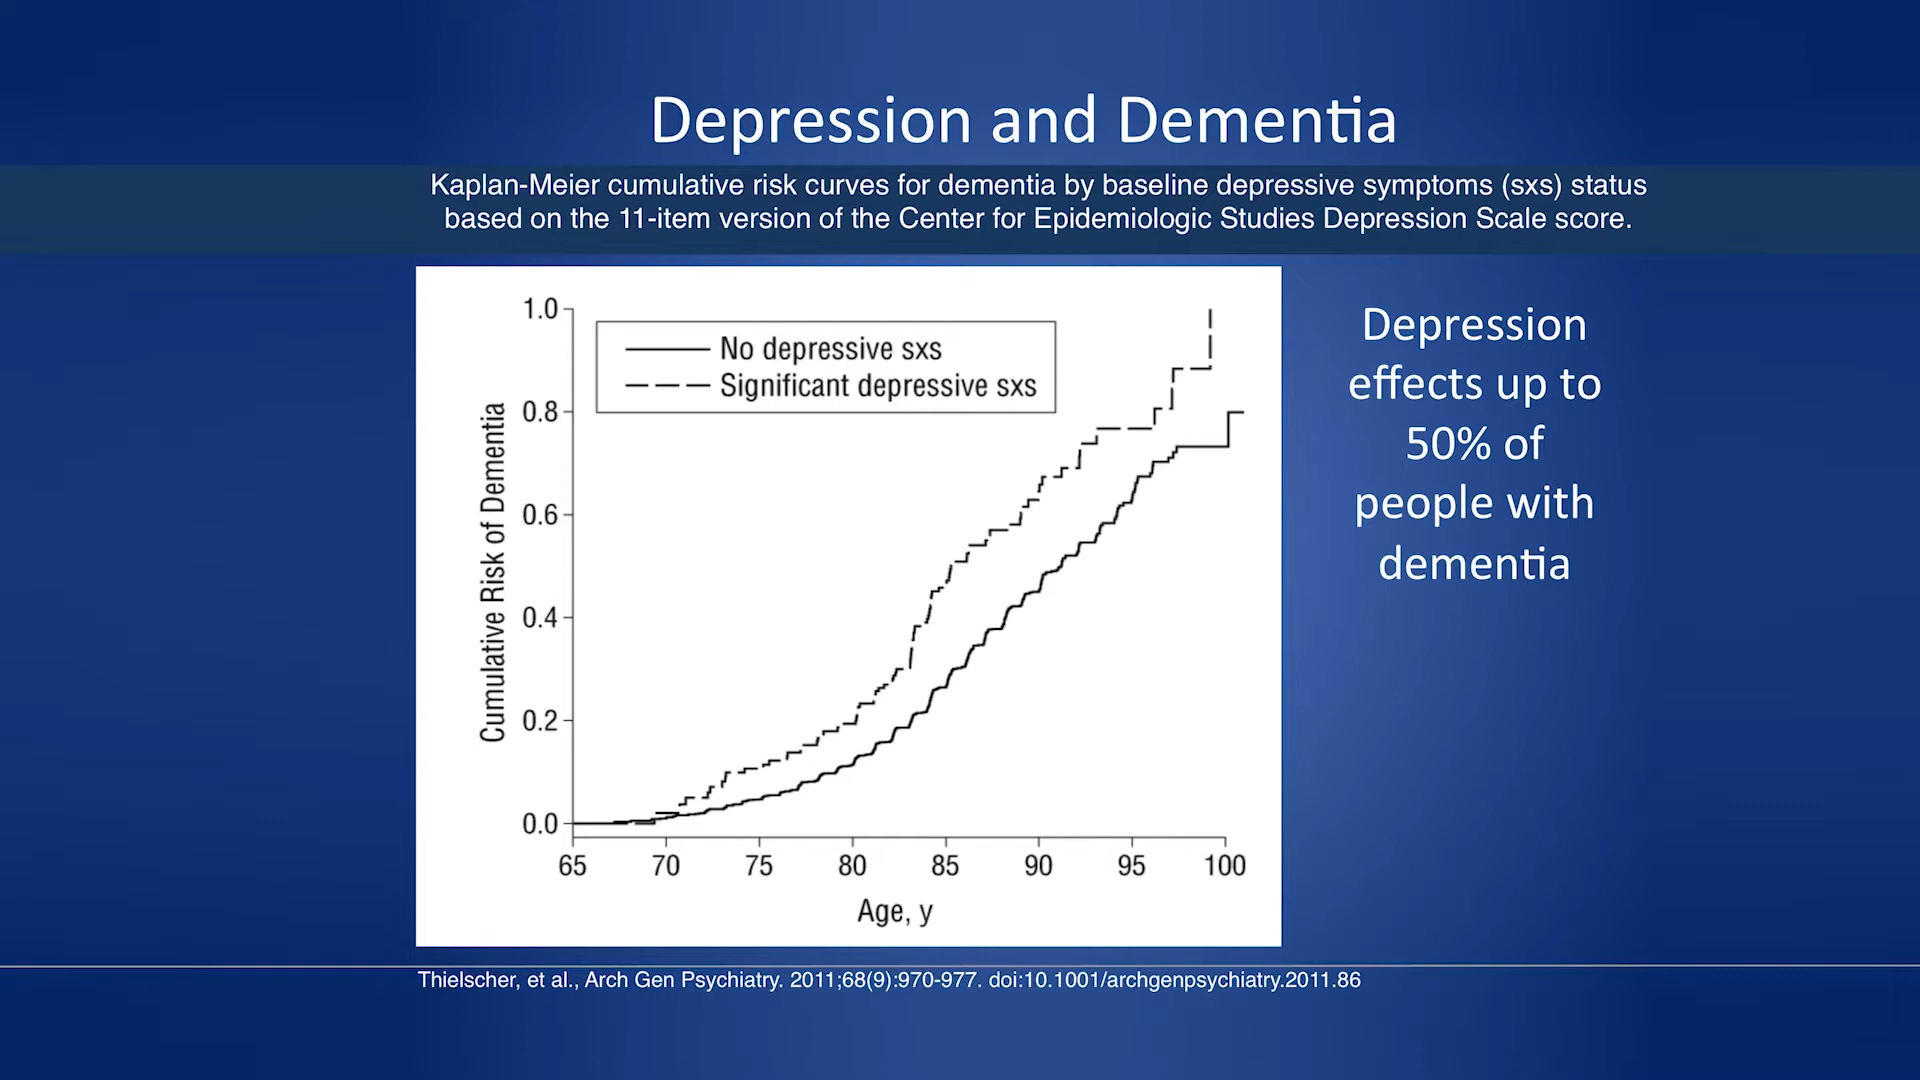 Depression and Dementia
Kaplan-Meier cumulative risk curves for dementia by baseline depressive symptoms (sxs) status
based on the 11-item version of the Center for Epidemiologic Studies Depression Scale score.
1.0
No depressive sxs
Significant depressive sxs
0.8
0.6
0.4
0.2
0.0
Cumulative Risk of Dementia
65 70 75 80 85 90 95 100
Age, y
Depression
effects up to
50% of
people with
dementia
Thielscher, et al., Arch Gen Psychiatry. 2011;68(9):970-977. doi:10.1001/archgenpsychiatry.2011.86